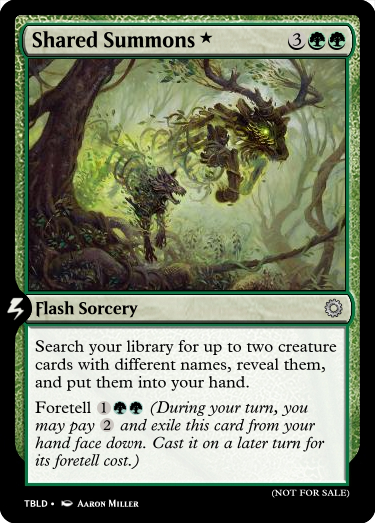 Shared Summons ★ 3
Flash Sorcery
Search your library for up to two creature
cards with different names, reveal them,
and put them into your hand.
Foretell 1 (During your turn, you
may pay 2 and exile this card from your
hand face down. Cast it on a later turn for
its foretell cost.)
(NOT FOR SALE)
TBLD • Aaron Miller